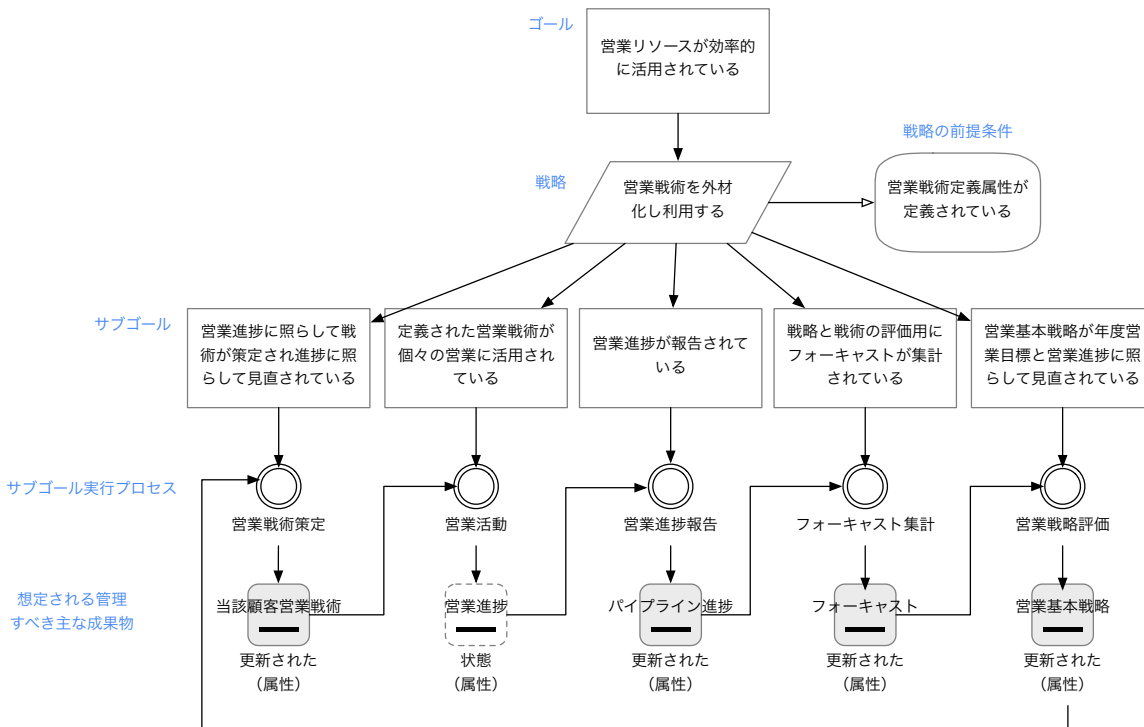 ゴール
営業リソースが効率的
に活用されている
戦略の前提条件
戦略
営業戦術を外材
化し利用する
営業戦術定義属性が
定義されている
サブゴール
営業進捗に照らして戦
術が策定され進捗に照
らして見直されている
定義された営業戦術が
個々の営業に活用され
ている
営業進捗が報告されて
いる
戦略と戦術の評価用に
フォーキャストが集計
されている
営業基本戦略が年度営
業目標と営業進捗に照
らして見直されている
サブゴール実行プロセス
営業戦術策定
営業活動
営業進捗報告
フォーキャスト集計
営業戦略評価
想定される管理
すべき主な成果物
当該顧客営業戦術
営業進捗
パイプライン進捗
フォーキャスト
営業基本戦略
更新された
（属性）
状態
（属性）
更新された
（属性）
更新された
（属性）
更新された
（属性）